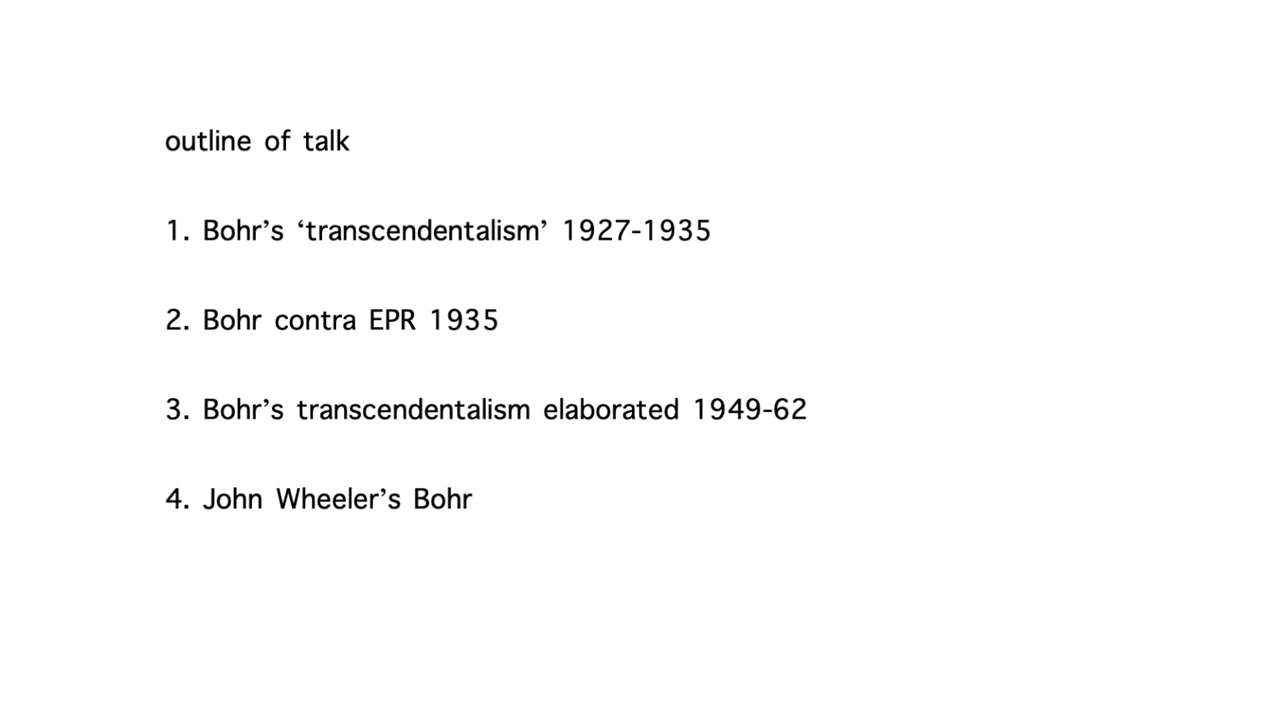 outline of talk
1. Bohr’s ‘transcendentalism’ 1927-1935
2. Bohr contra EPR 1935
3. Bohr’s transcendentalism elaborated 1949-62
4. John Wheeler’s Bohr